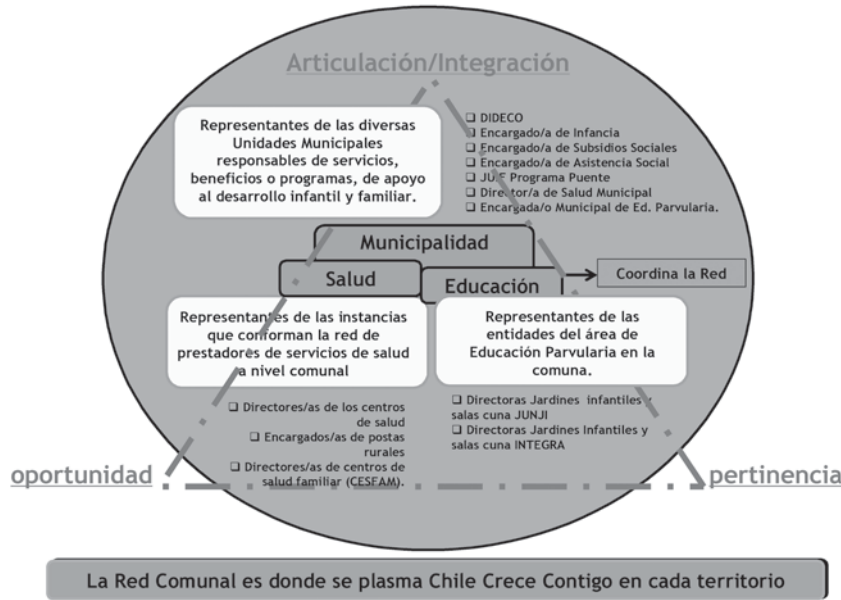 Articulación/Integración
Representantes de las diversas
Unidades Municipales
responsables de servicios,
beneficios o programas, de apoyo
al desarrollo infantil y familiar.
❑ DIDECO
❑ Encargado/a de Infancia
❑ Encargado/a de Subsidios Sociales
❑ Encargado/a de Asistencia Social
❑ JUIF Programa Puente
❑ Director/a de Salud Municipal
❑ Encargada/o Municipal de Ed. Parvularia.
Municipalidad
Salud
Educación
Coordina la Red
Representantes de las instancias
que conforman la red de
prestadores de servicios de salud
a nivel comunal
Representantes de las
entidades del área de
Educación Parvularia en la
comuna.
❑ Directores/as de los centros
de salud
❑ Encargados/as de postas
rurales
❑ Directores/as de centros de
salud familiar (CESFAM).
❑ Directoras Jardines infantiles y
salas cuna JUNJI
❑ Directoras Jardines Infantiles y
salas cuna INTEGRA
oportunidad
pertinencia
La Red Comunal es donde se plasma Chile Crece Contigo en cada territorio